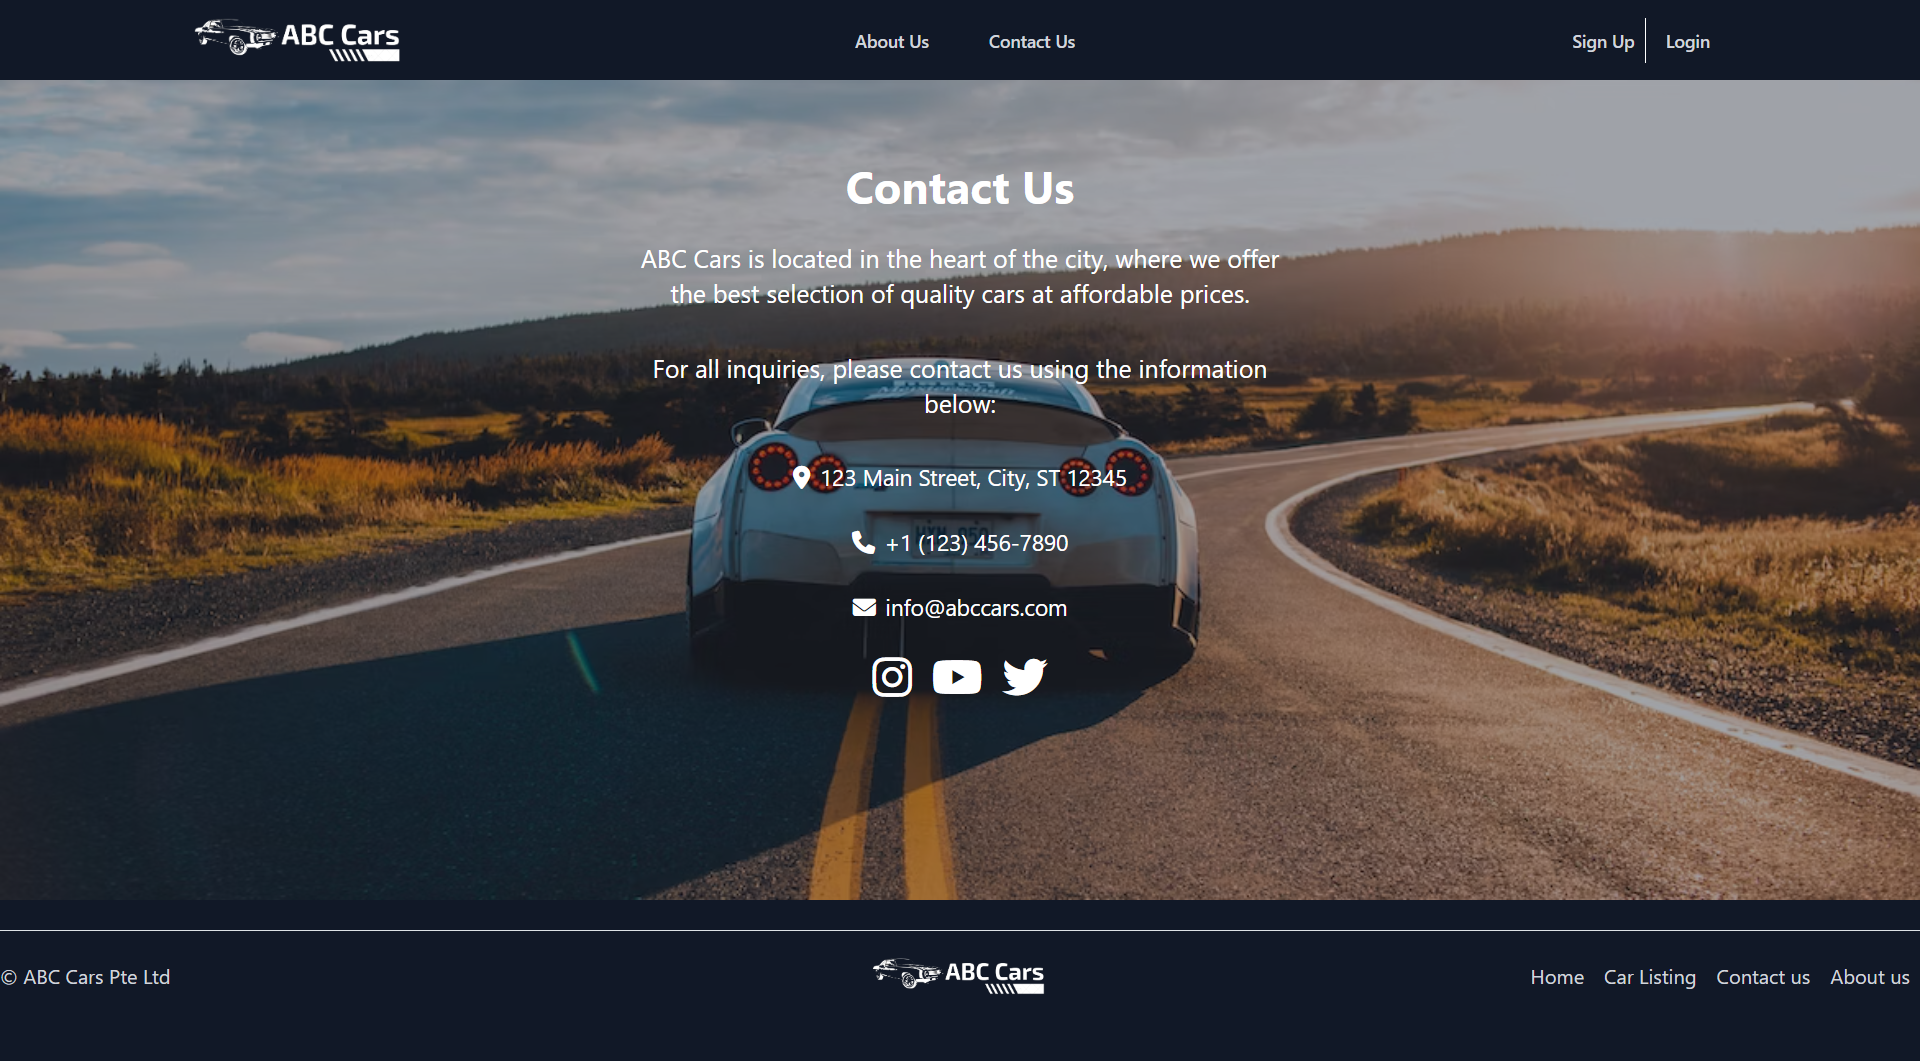 ABC Cars
About Us
Contact Us
Sign Up
Login
Contact Us
ABC Cars is located in the heart of the city, where we offer
the best selection of quality cars at affordable prices.
For all inquiries, please contact us using the information
below:
123 Main Street, City, ST 12345
+1 (123) 456-7890
info@abccars.com
© ABC Cars Pte Ltd
ABC Cars
Home
Car Listing
Contact us
About us